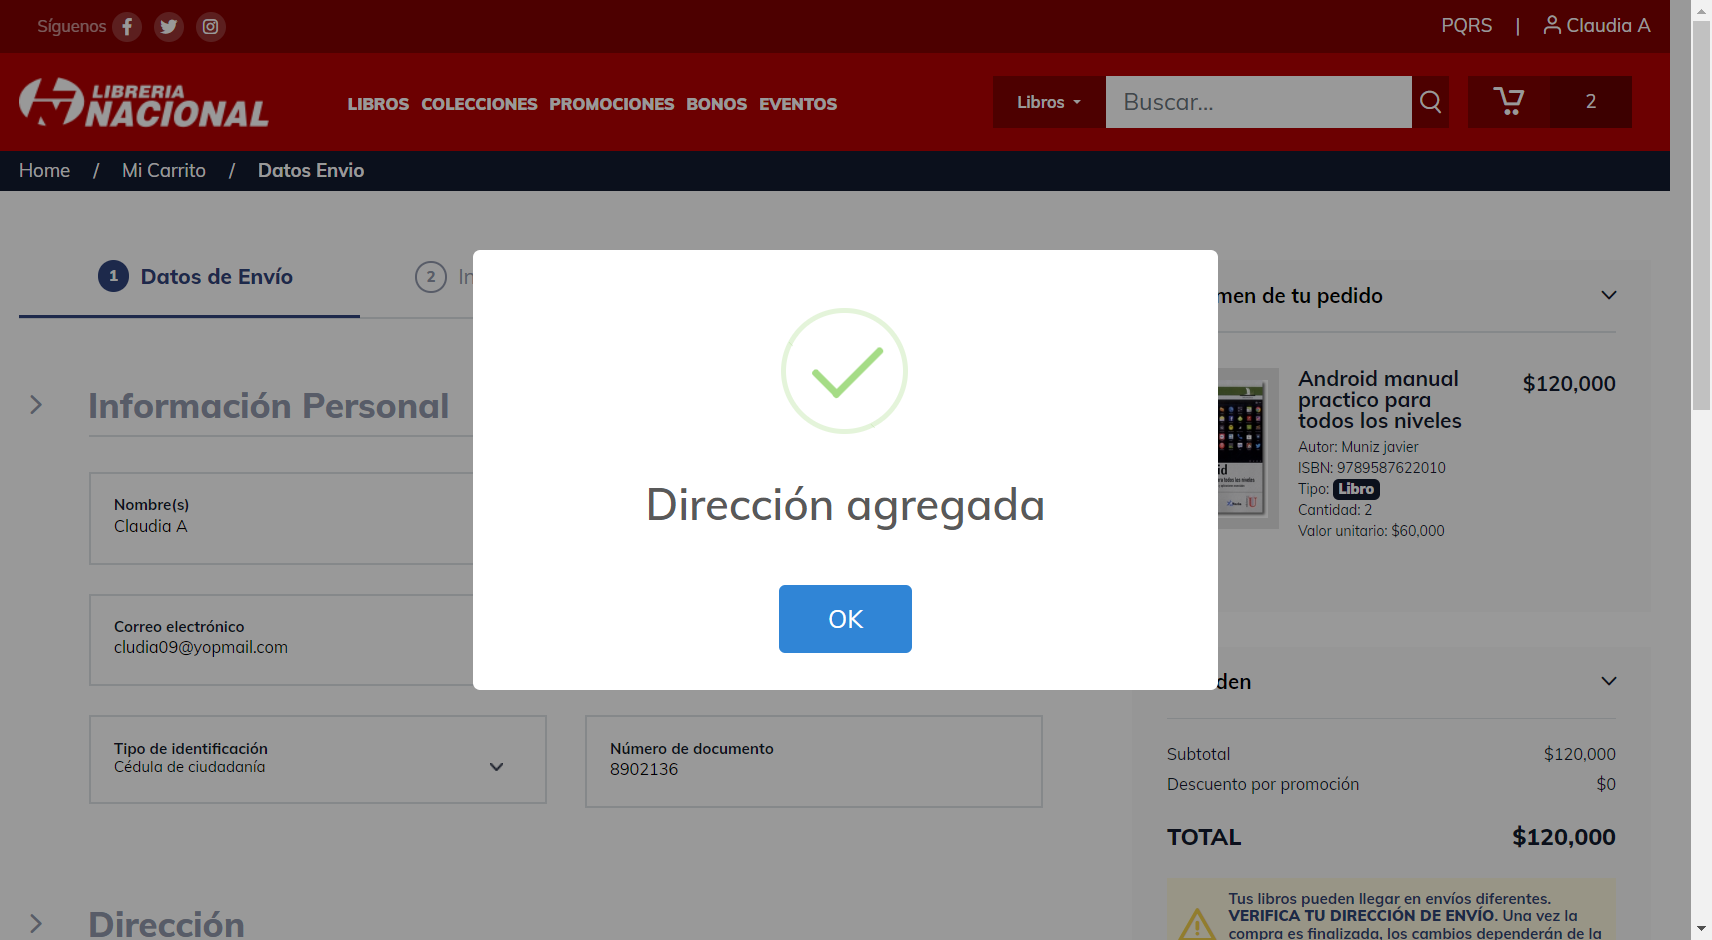 Síguenos
PQRS | Claudia A
LIBRERIA
NACIONAL
LIBROS COLECCIONES PROMOCIONES BONOS EVENTOS
Libros
Buscar...
2
Home / Mi Carrito / Datos Envio
1 Datos de Envío
2 In
men de tu pedido
Información Personal
Android manual
practico para
todos los niveles
$120,000
Autor: Muniz javier
ISBN: 9789587622010
Tipo: Libro
Cantidad: 2
Valor unitario: $60,000
Nombre(s)
Claudia A
Dirección agregada
OK
Correo electrónico
cludia09@yopmail.com
den
Tipo de identificación
Cédula de ciudadanía
Número de documento
8902136
Subtotal $120,000
Descuento por promoción $0
TOTAL $120,000
Dirección
Tus libros pueden llegar en envíos diferentes.
VERIFICA TU DIRECCIÓN DE ENVÍO. Una vez la
compra es finalizada, los cambios dependerán de la